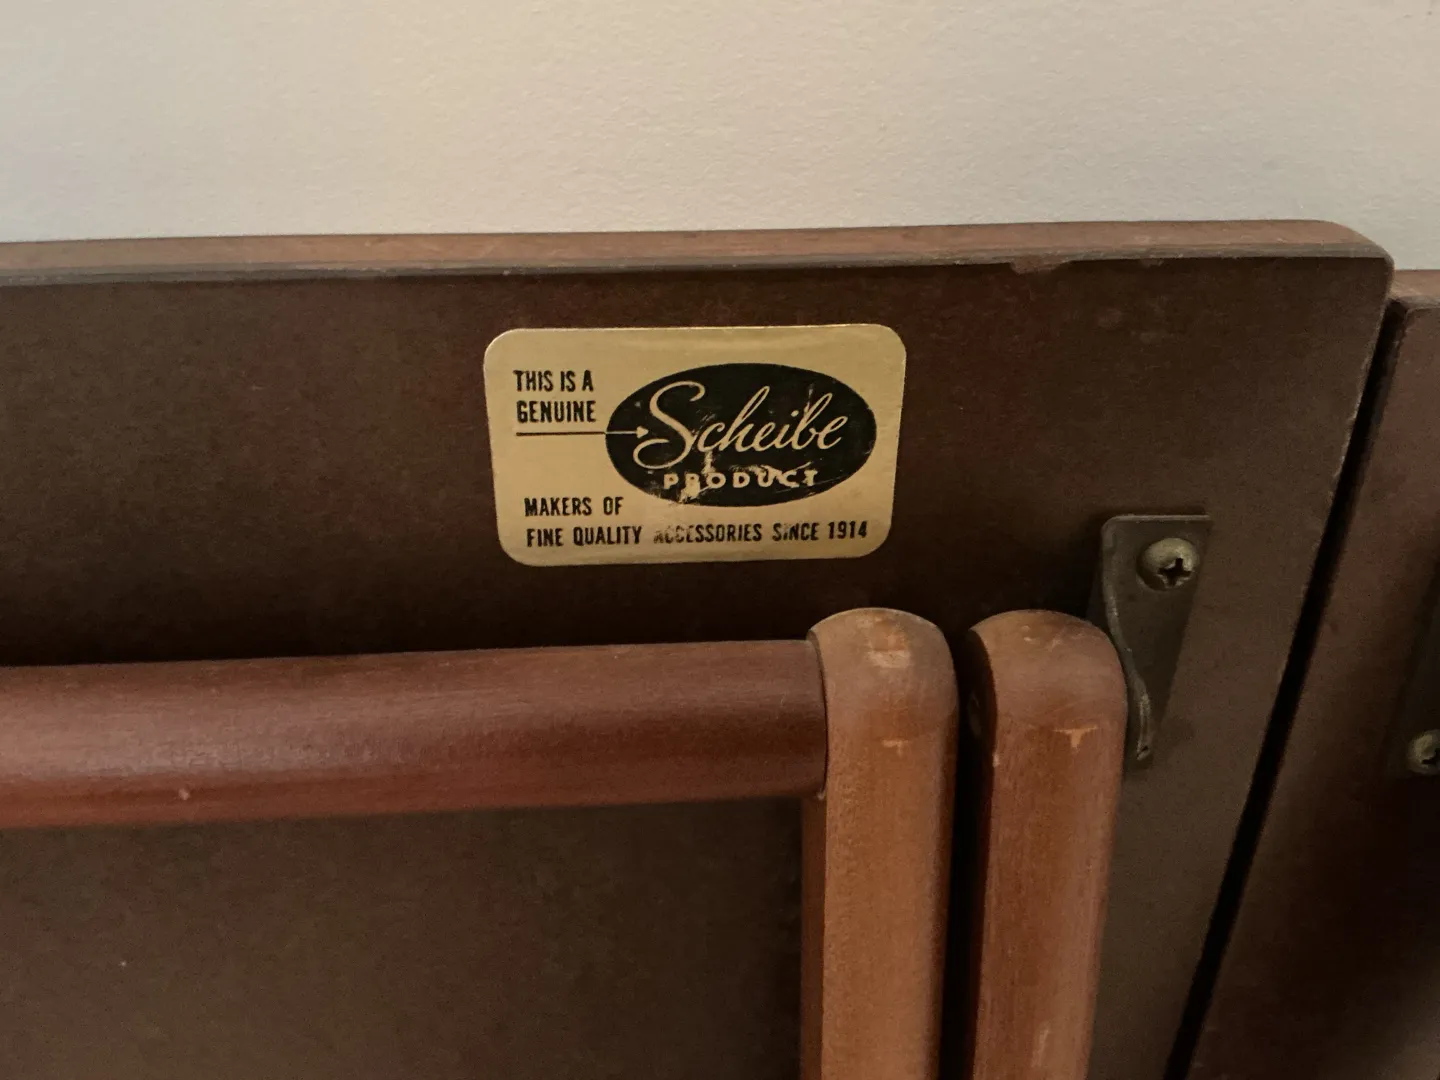 THIS IS A
GENUINE
Scheibe
PRODUCT
MAKERS OF
FINE QUALITY ACCESSORIES SINCE 1914